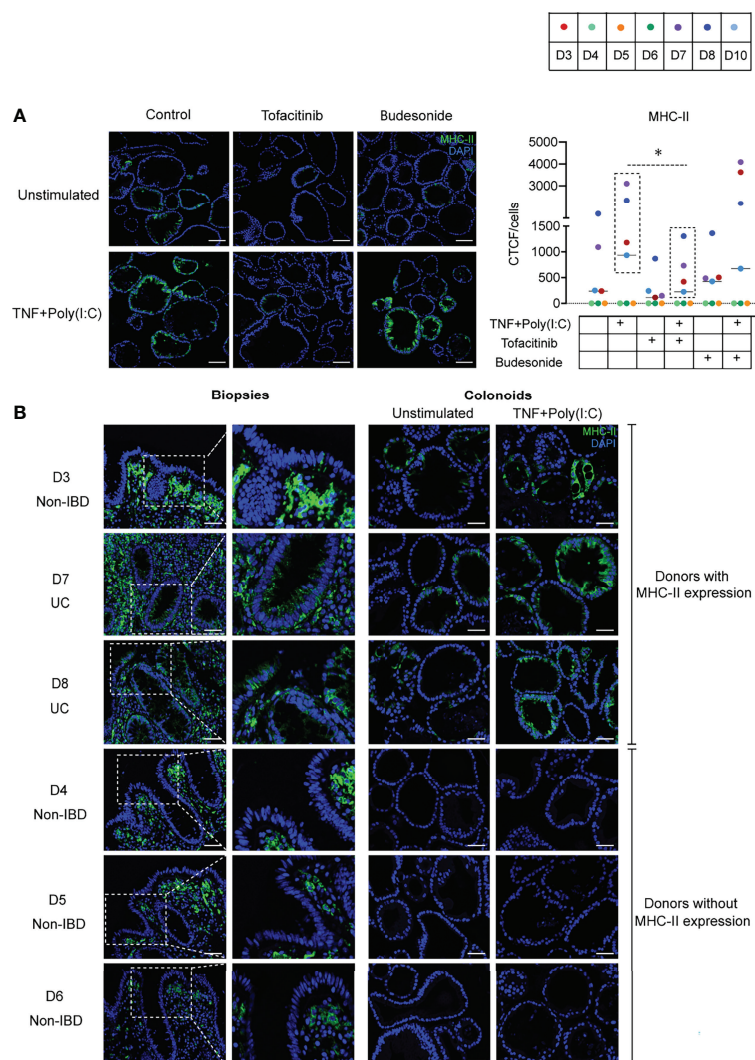 D3 D4 D5 D6 D7 D8 D10
A
Control Tofacitinib Budesonide
MHC-II
DAPI
Unstimulated
TNF+Poly(I:C)
MHC-II
*
CTCF/cells
5000
4000
3000
1500
1000
500
0
TNF+Poly(I:C) + + +
Tofacitinib + +
Budesonide + +
B
Biopsies Colonoids
Unstimulated TNF+Poly(I:C)
MHC-II
DAPI
D3
Non-IBD
D7
UC
D8
UC
Donors with
MHC-II expression
D4
Non-IBD
D5
Non-IBD
D6
Non-IBD
Donors without
MHC-II expression